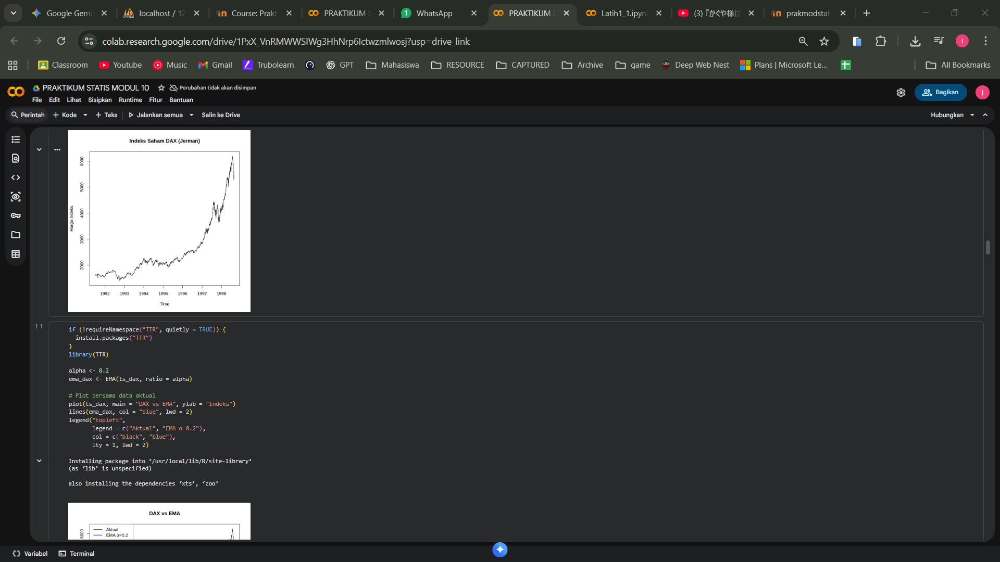 Google Gemi
localhost / 12
Course: Prakt
PRAKTIKUM S
1
WhatsApp
PRAKTIKUM S
Latih1_1.ipyn
(3)『かぐや様は
prakmodstat
colab.research.google.com/drive/1PxX_VnRMWWSIWg3HhNrp6Ictwzmlwosj?usp=drive_link
I
Classroom
Youtube
Music
Gmail
Trubolearn
GPT
Mahasiswa
RESOURCE
CAPTURED
Archive
game
Deep Web Nest
Plans | Microsoft Le...
All Bookmarks
PRAKTIKUM STATIS MODUL 10
Perubahan tidak akan disimpan
File Edit Lihat Sisipkan Runtime Fitur Bantuan
Bagikan
I
Perintah
+ Kode
+ Teks
Jalankan semua
Salin ke Drive
Hubungkan
Indeks Saham DAX (Jerman)
Harga Indeks
6000
5000
4000
3000
2000
1992 1993 1994 1995 1996 1997 1998
Time
[ ]
if (!requireNamespace("TTR", quietly = TRUE)) {
install.packages("TTR")
}
library(TTR)
alpha <- 0.2
ema_dax <- EMA(ts_dax, ratio = alpha)
# Plot bersama data aktual
plot(ts_dax, main = "DAX vs EMA", ylab = "Indeks")
lines(ema_dax, col = "blue", lwd = 2)
legend("topleft",
legend = c("Aktual", "EMA α=0.2"),
col = c("black", "blue"),
lty = 1, lwd = 2)
Installing package into ‘/usr/local/lib/R/site-library’
(as ‘lib’ is unspecified)
also installing the dependencies ‘xts’, ‘zoo’
DAX vs EMA
6000
Aktual
EMA α=0.2
Variabel
Terminal